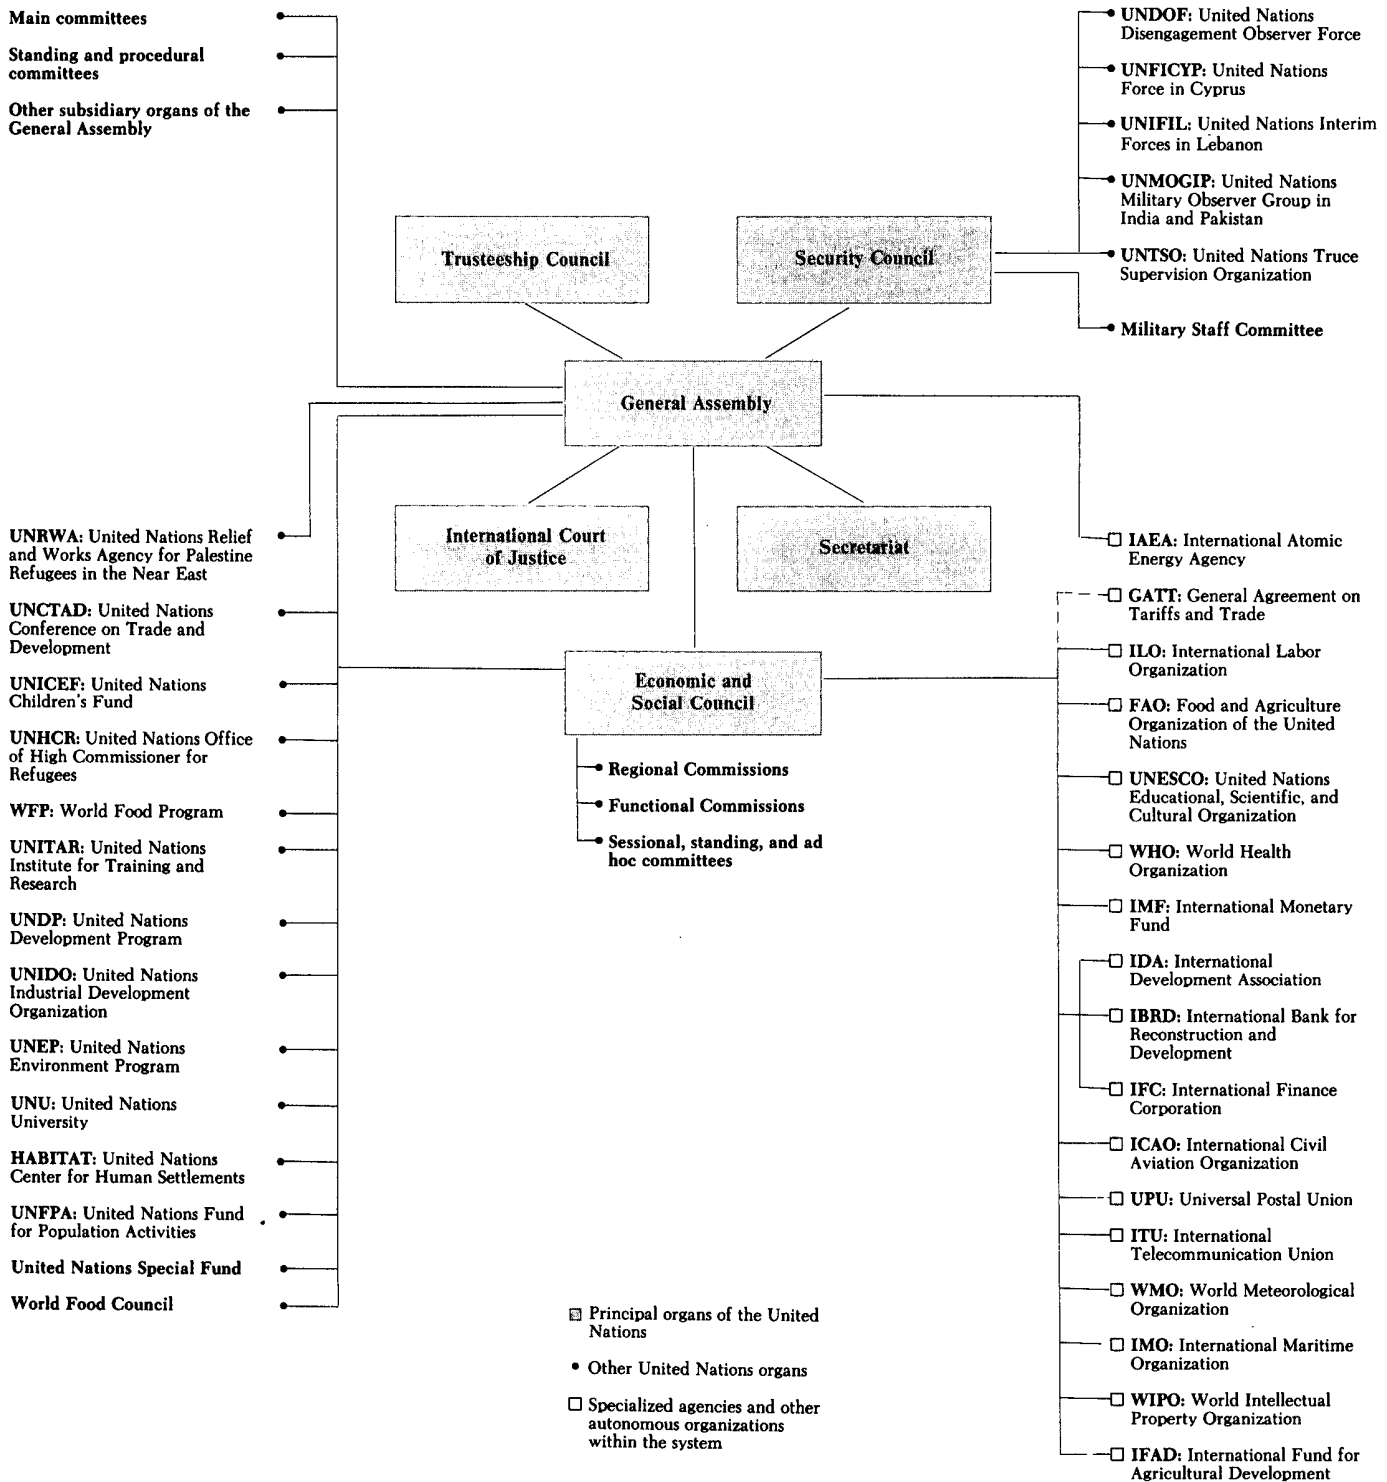 Main committees
Standing and procedural
committees
Other subsidiary organs of the
General Assembly
UNDOF: United Nations
Disengagement Observer Force
UNFICYP: United Nations
Force in Cyprus
UNIFIL: United Nations Interim
Forces in Lebanon
UNMOGIP: United Nations
Military Observer Group in
India and Pakistan
UNTSO: United Nations Truce
Supervision Organization
Military Staff Committee
Trusteeship Council
Security Council
General Assembly
International Court
of Justice
Secretariat
Economic and
Social Council
Regional Commissions
Functional Commissions
Sessional, standing, and ad
hoc committees
UNRWA: United Nations Relief
and Works Agency for Palestine
Refugees in the Near East
UNCTAD: United Nations
Conference on Trade and
Development
UNICEF: United Nations
Children's Fund
UNHCR: United Nations Office
of High Commissioner for
Refugees
WFP: World Food Program
UNITAR: United Nations
Institute for Training and
Research
UNDP: United Nations
Development Program
UNIDO: United Nations
Industrial Development
Organization
UNEP: United Nations
Environment Program
UNU: United Nations
University
HABITAT: United Nations
Center for Human Settlements
UNFPA: United Nations Fund
for Population Activities
United Nations Special Fund
World Food Council
IAEA: International Atomic
Energy Agency
GATT: General Agreement on
Tariffs and Trade
ILO: International Labor
Organization
FAO: Food and Agriculture
Organization of the United
Nations
UNESCO: United Nations
Educational, Scientific, and
Cultural Organization
WHO: World Health
Organization
IMF: International Monetary
Fund
IDA: International
Development Association
IBRD: International Bank for
Reconstruction and
Development
IFC: International Finance
Corporation
ICAO: International Civil
Aviation Organization
UPU: Universal Postal Union
ITU: International
Telecommunication Union
WMO: World Meteorological
Organization
IMO: International Maritime
Organization
WIPO: World Intellectual
Property Organization
IFAD: International Fund for
Agricultural Development
Principal organs of the United
Nations
Other United Nations organs
Specialized agencies and other
autonomous organizations
within the system